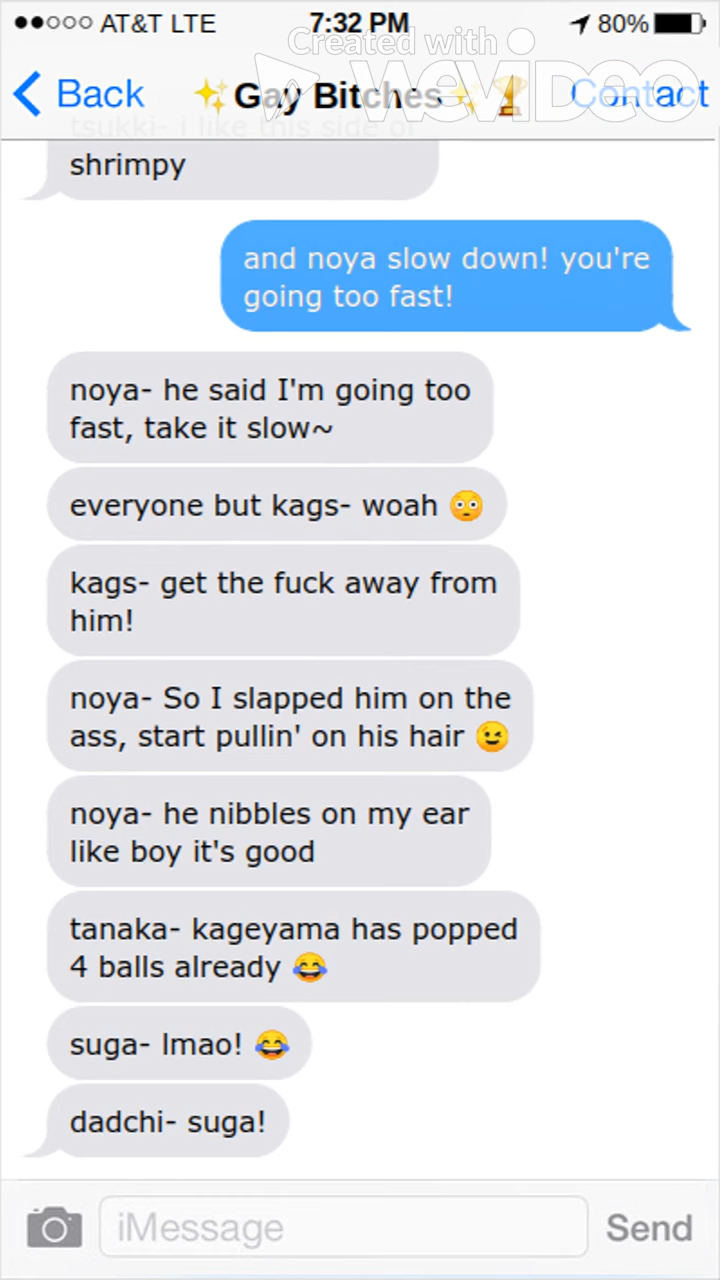 AT&T LTE 7:32 PM 80%
Created with
WeVideo
Back ✨Gay Bitches✨🏆 Contact
tsukki- i like this side of
shrimpy
and noya slow down! you're
going too fast!
noya- he said I'm going too
fast, take it slow~
everyone but kags- woah 😳
kags- get the fuck away from
him!
noya- So I slapped him on the
ass, start pullin' on his hair 😉
noya- he nibbles on my ear
like boy it's good
tanaka- kageyama has popped
4 balls already 😂
suga- lmao! 😂
dadchi- suga!
iMessage Send